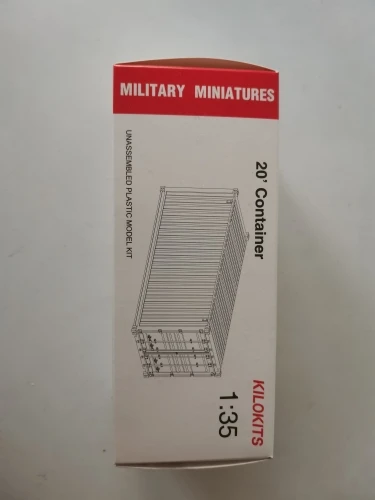 MILITARY MINIATURES
20' Container
UNASSEMBLED PLASTIC MODEL KIT
KILOKITS
1:35